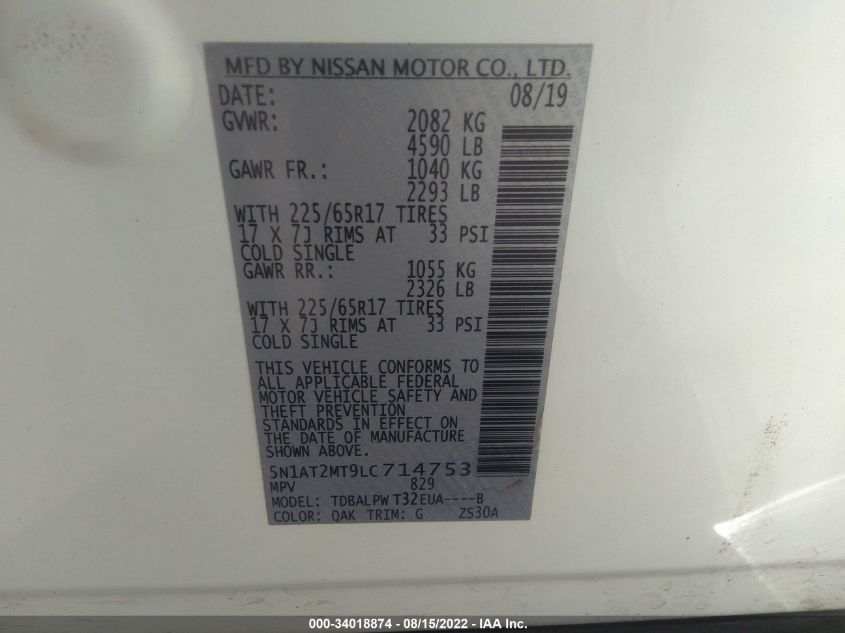 MFD BY NISSAN MOTOR CO., LTD.
DATE: 08/19
GVWR: 2082 KG
4590 LB
GAWR FR.: 1040 KG
2293 LB
WITH 225/65R17 TIRES
17 X 7J RIMS AT 33 PSI
COLD SINGLE
GAWR RR.: 1055 KG
2326 LB
WITH 225/65R17 TIRES
17 X 7J RIMS AT 33 PSI
COLD SINGLE
THIS VEHICLE CONFORMS TO
ALL APPLICABLE FEDERAL
MOTOR VEHICLE SAFETY AND
THEFT PREVENTION
STANDARDS IN EFFECT ON
THE DATE OF MANUFACTURE
SHOWN ABOVE.
5N1AT2MT9LC714753
MPV 829
MODEL: TDBALPW T32EUA----B
COLOR: QAK TRIM: G ZS30A
000-34018874 - 08/15/2022 - IAA Inc.